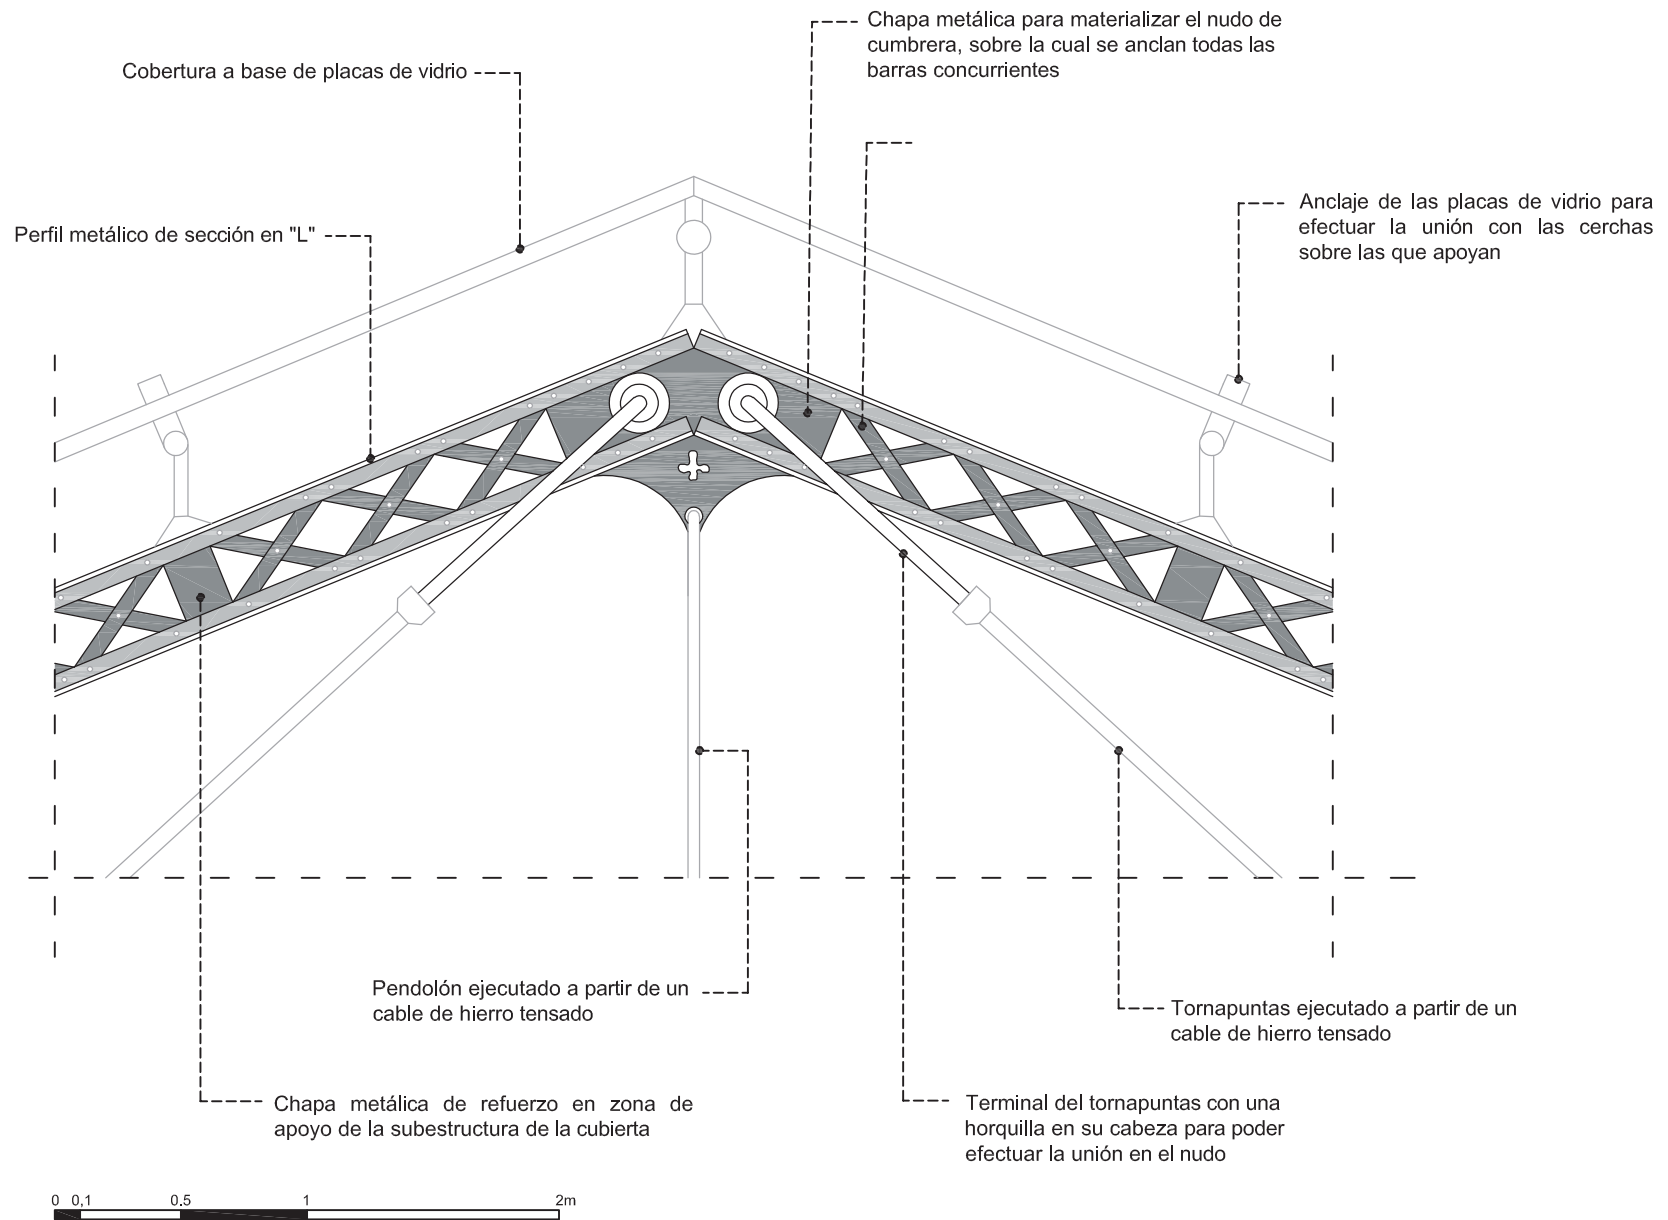 Chapa metálica para materializar el nudo de
cumbrera, sobre la cual se anclan todas las
barras concurrientes
Cobertura a base de placas de vidrio
Anclaje de las placas de vidrio para
efectuar la unión con las cerchas
sobre las que apoyan
Perfil metálico de sección en "L"
Pendolón ejecutado a partir de un
cable de hierro tensado
Tornapuntas ejecutado a partir de un
cable de hierro tensado
Chapa metálica de refuerzo en zona de
apoyo de la subestructura de la cubierta
Terminal del tornapuntas con una
horquilla en su cabeza para poder
efectuar la unión en el nudo
0 0,1 0.5 1 2m